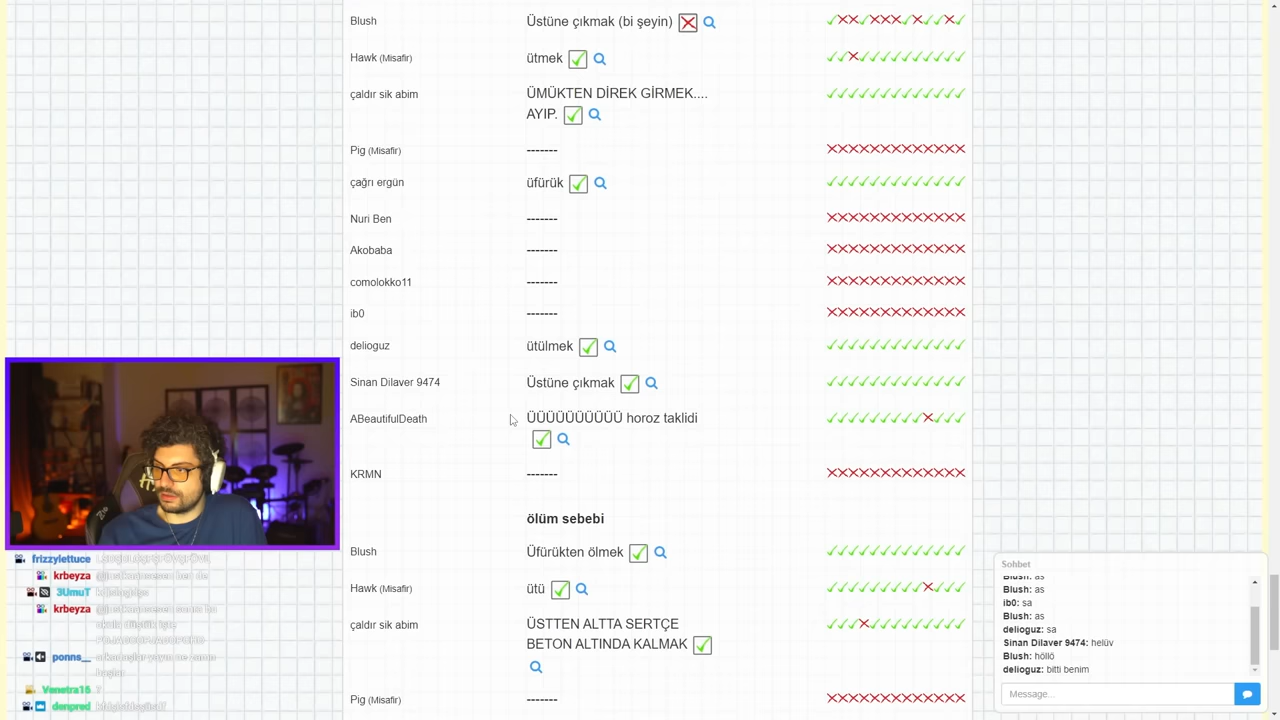 Blush Üstüne çıkmak (bi şeyin)
Hawk (Misafir) ütmek
çaldır sik abim ÜMÜKTEN DİREK GİRMEK....
AYIP.
Pig (Misafir) -------
çağrı ergün üfürük
Nuri Ben -------
Akobaba -------
comolokko11 -------
ib0 -------
delioguz ütülmek
Sinan Dilaver 9474 Üstüne çıkmak
ABeautifulDeath ÜÜÜÜÜÜÜÜÜÜ horoz taklidi
KRMN -------
ölüm sebebi
Blush Üfürükten ölmek
Hawk (Misafir) ütü
çaldır sik abim ÜSTTEN ALTTA SERTÇE
BETON ALTINDA KALMAK
Pig (Misafir) -------
frizzylettuce
krbeyza
3UmuT
krbeyza
ponns__
Venetra16 ?
denpred
Sohbet
Blush: as
Blush: as
ib0: sa
Blush: as
delioguz: sa
Sinan Dilaver 9474: helüv
Blush: höllö
delioguz: bitti benim
Message...